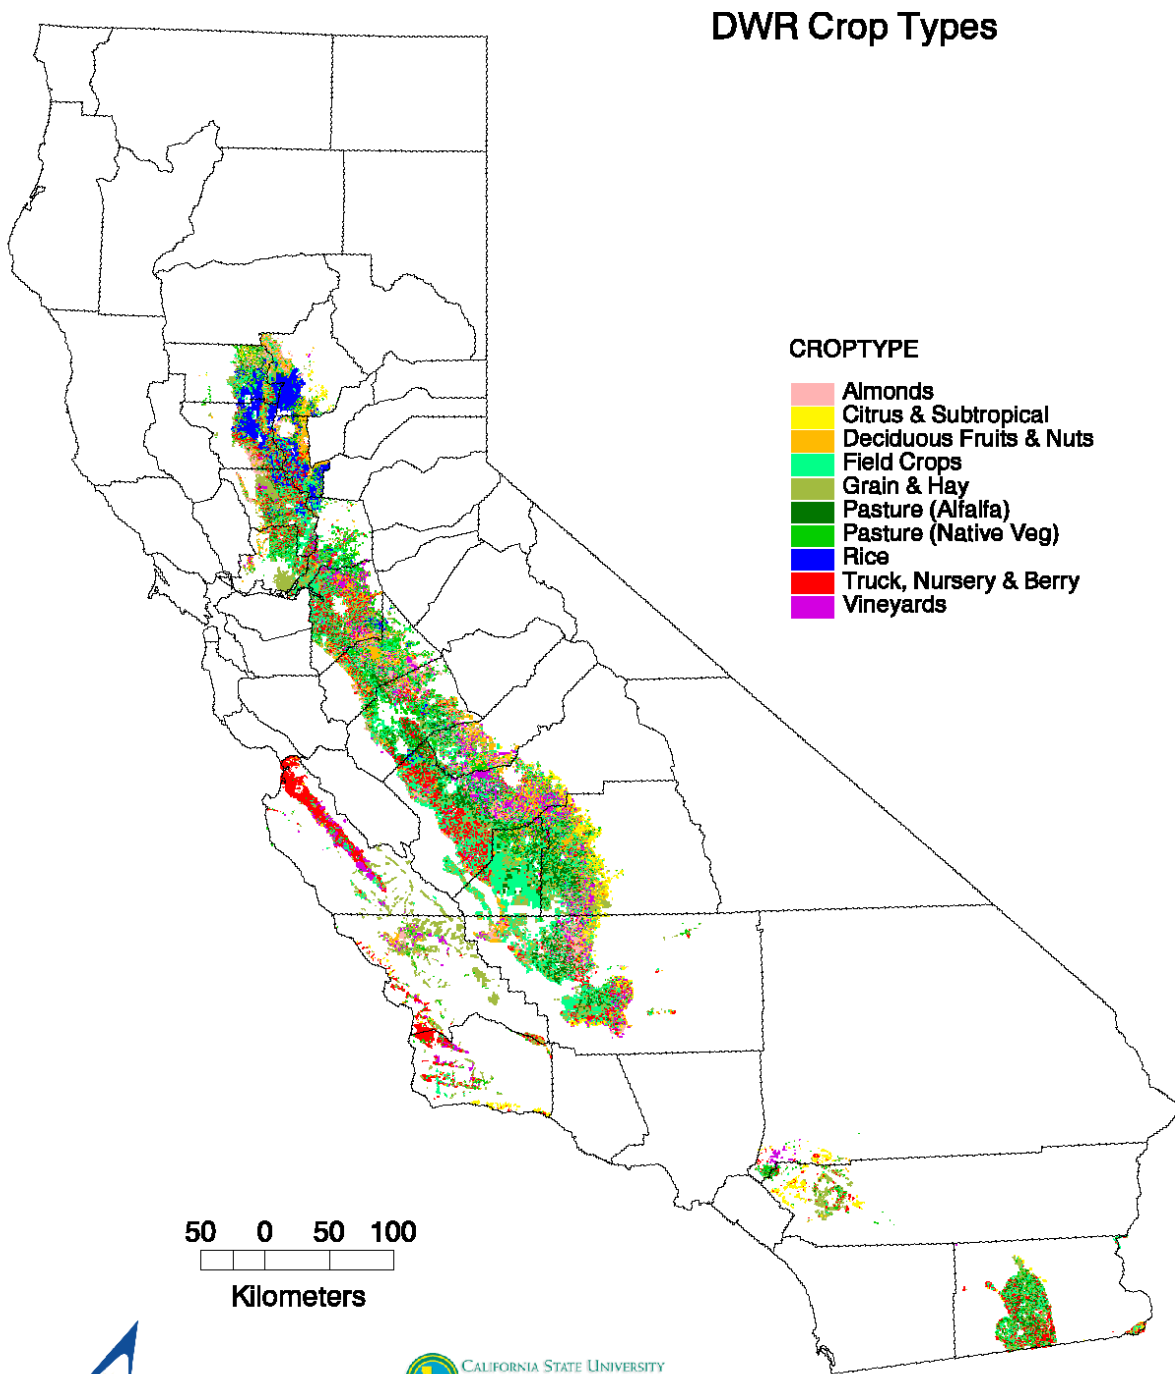 DWR Crop Types
CROPTYPE
Almonds
Citrus & Subtropical
Deciduous Fruits & Nuts
Field Crops
Grain & Hay
Pasture (Alfalfa)
Pasture (Native Veg)
Rice
Truck, Nursery & Berry
Vineyards
50 0 50 100
Kilometers
CALIFORNIA STATE UNIVERSITY